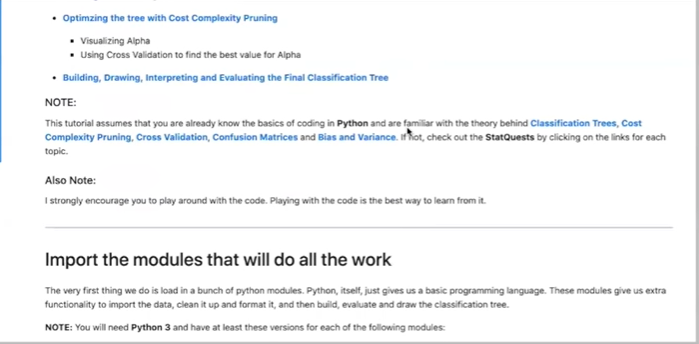 Optimzing the tree with Cost Complexity Pruning
Visualizing Alpha
Using Cross Validation to find the best value for Alpha
Building, Drawing, Interpreting and Evaluating the Final Classification Tree
NOTE:
This tutorial assumes that you are already know the basics of coding in Python and are familiar with the theory behind Classification Trees, Cost
Complexity Pruning, Cross Validation, Confusion Matrices and Bias and Variance. If not, check out the StatQuests by clicking on the links for each
topic.
Also Note:
I strongly encourage you to play around with the code. Playing with the code is the best way to learn from it.
Import the modules that will do all the work
The very first thing we do is load in a bunch of python modules. Python, itself, just gives us a basic programming language. These modules give us extra
functionality to import the data, clean it up and format it, and then build, evaluate and draw the classification tree.
NOTE: You will need Python 3 and have at least these versions for each of the following modules: